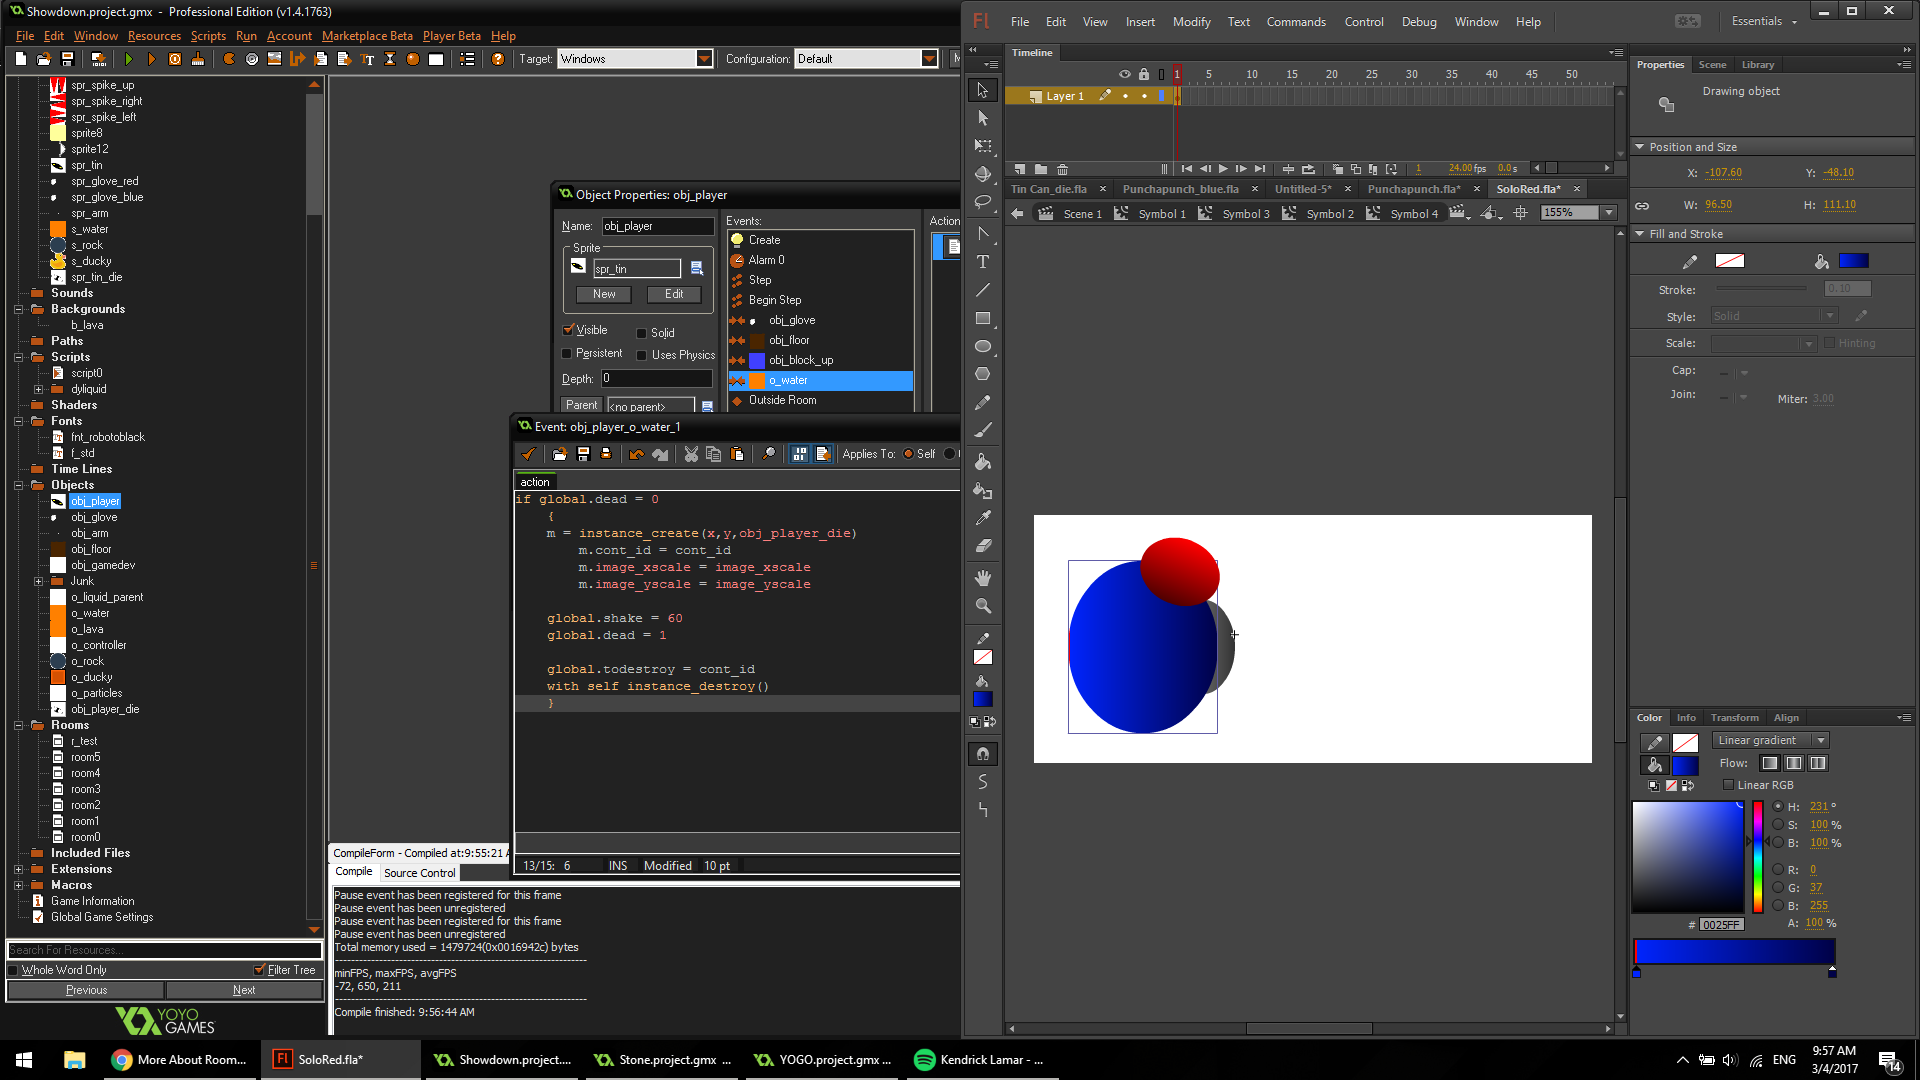 Showdown.project.gmx - Professional Edition (v1.4.1763)
File Edit Window Resources Scripts Run Account Marketplace Beta Player Beta Help
Target: Windows Configuration: Default
spr_spike_up
spr_spike_right
spr_spike_left
sprite8
sprite12
spr_tin
spr_glove_red
spr_glove_blue
spr_arm
s_water
s_rock
s_ducky
spr_tin_die
Sounds
Backgrounds
b_lava
Paths
Scripts
script0
dyliquid
Shaders
Fonts
fnt_robotoblack
f_std
Time Lines
Objects
obj_player
obj_glove
obj_arm
obj_floor
obj_gamedev
Junk
o_liquid_parent
o_water
o_lava
o_controller
o_rock
o_ducky
o_particles
obj_player_die
Rooms
r_test
room5
room4
room3
room2
room1
room0
Included Files
Extensions
Macros
Game Information
Global Game Settings
Search For Resources...
Whole Word Only Filter Tree
Previous Next
YOYO
GAMES
Object Properties: obj_player
Name: obj_player
Sprite
spr_tin
New Edit
Visible Solid
Persistent Uses Physics
Depth: 0
Parent <no parent>
Events:
Create
Alarm 0
Step
Begin Step
obj_glove
obj_floor
obj_block_up
o_water
Outside Room
Action
Event: obj_player_o_water_1
Applies To: Self
action
if global.dead = 0
{
m = instance_create(x,y,obj_player_die)
m.cont_id = cont_id
m.image_xscale = image_xscale
m.image_yscale = image_yscale
global.shake = 60
global.dead = 1
global.todestroy = cont_id
with self instance_destroy()
}
13/15: 6 INS Modified 10 pt
CompileForm - Compiled at:9:55:21
Compile Source Control
Pause event has been registered for this frame
Pause event has been unregistered
Pause event has been registered for this frame
Pause event has been unregistered
Total memory used = 1479724(0x0016942c) bytes
minFPS, maxFPS, avgFPS
-72, 650, 211
Compile finished: 9:56:44 AM
Fl File Edit View Insert Modify Text Commands Control Debug Window Help Essentials
Timeline
1 5 10 15 20 25 30 35 40 45 50
Layer 1
1 24.00 fps 0.0 s
Tin Can_die.fla Punchapunch_blue.fla Untitled-5* Punchapunch.fla* SoloRed.fla*
Scene 1 Symbol 1 Symbol 3 Symbol 2 Symbol 4 155%
Properties Scene Library
Drawing object
Position and Size
X: -107.60 Y: -48.10
W: 96.50 H: 111.10
Fill and Stroke
Stroke: 0.10
Style: Solid
Scale: Hinting
Cap:
Join: Miter: 3.00
Color Info Transform Align
Linear gradient
Flow:
Linear RGB
H: 231 °
S: 100 %
B: 100 %
R: 0
G: 37
B: 255
# 0025FF A: 100 %
More About Room... SoloRed.fla* Showdown.project.... Stone.project.gmx ... YOGO.project.gmx ... Kendrick Lamar - ...
ENG
9:57 AM
3/4/2017
14